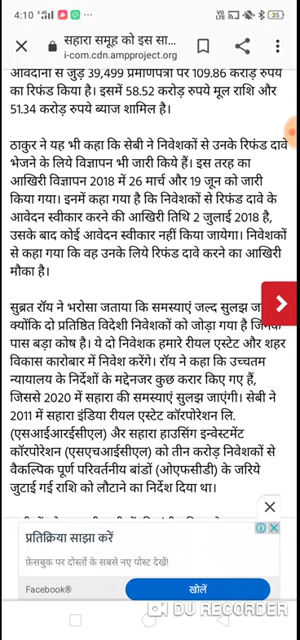 4:10
35
सहारा समूह को इस सा...
i-com.cdn.ampproject.org
आवेदनों से जुड़े 39,499 प्रमाणपत्रों पर 109.86 करोड़ रुपये
का रिफंड किया है। इसमें 58.52 करोड़ रुपये मूल राशि और
51.34 करोड़ रुपये ब्याज शामिल है।
ठाकुर ने यह भी कहा कि सेबी ने निवेशकों से उनके रिफंड दावे
भेजने के लिये विज्ञापन भी जारी किये हैं। इस तरह का
आखिरी विज्ञापन 2018 में 26 मार्च और 19 जून को जारी
किया गया। इनमें कहा गया है कि निवेशकों से रिफंड दावे के
आवेदन स्वीकार करने की आखिरी तिथि 2 जुलाई 2018 है,
उसके बाद कोई आवेदन स्वीकार नहीं किया जायेगा। निवेशकों
से कहा गया कि वह उनके लिये रिफंड दावे करने का आखिरी
मौका है।
सुब्रत रॉय ने भरोसा जताया कि समस्याएं जल्द सुलझ
क्योंकि दो प्रतिष्ठित विदेशी निवेशकों को जोड़ा गया है
पास बड़ा कोष है। ये दो निवेशक हमारे रीयल एस्टेट और शहर
विकास कारोबार में निवेश करेंगे। रॉय ने कहा कि उच्चतम
न्यायालय के निर्देशों के मद्देनजर कुछ करार किए गए हैं,
जिससे 2020 में सहारा की समस्याएं सुलझ जाएंगी। सेबी ने
2011 में सहारा इंडिया रीयल एस्टेट कॉरपोरेशन लि.
(एसआईआरईसीएल) और सहारा हाउसिंग इन्वेस्टमेंट
कॉरपोरेशन (एसएचआईसीएल) को तीन करोड़ निवेशकों से
वैकल्पिक पूर्ण परिवर्तनीय बांडों (ओएफसीडी) के जरिये
जुटाई गई राशि को लौटाने का निर्देश दिया था।
प्रतिक्रिया साझा करें
फ़ेसबुक पर दोस्तों के सबसे नए पोस्ट देखें!
Facebook®
खोलें
DU RECORDER